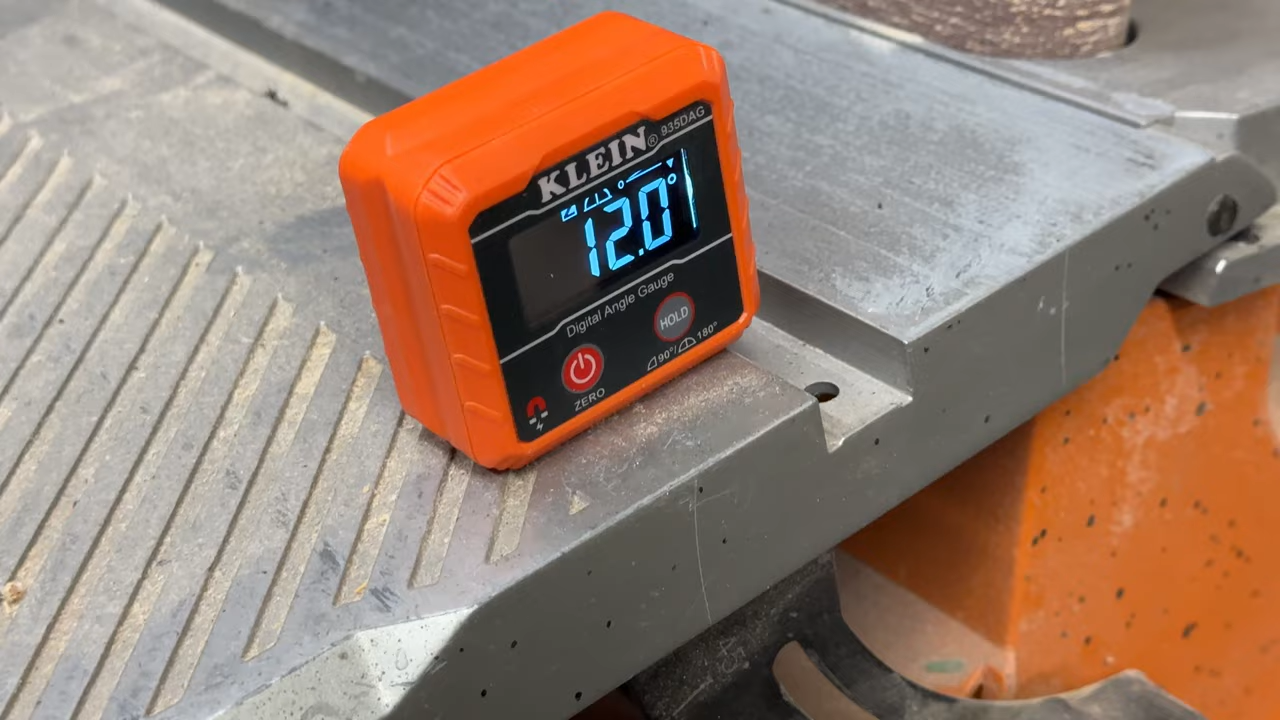 KLEIN® 935DAG
12.0°
Digital Angle Gauge
HOLD
ZERO
90°/180°